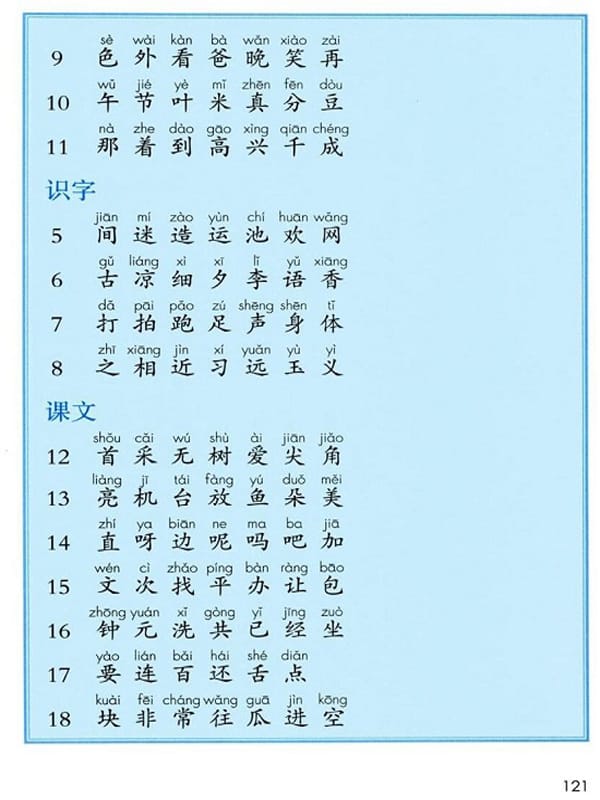 sè wài kàn bà wǎn xiào zài
9 色 外 看 爸 晚 笑 再
wǔ jié yè mǐ zhēn fēn dòu
10 午 节 叶 米 真 分 豆
nà zhe dào gāo xìng qiān chéng
11 那 着 到 高 兴 千 成
识字
jiān mí zào yùn chí huān wǎng
5 间 迷 造 运 池 欢 网
gǔ liáng xì xī lǐ yǔ xiāng
6 古 凉 细 夕 李 语 香
dǎ pāi pǎo zú shēng shēn tǐ
7 打 拍 跑 足 声 身 体
zhī xiāng jìn xí yuǎn yù yì
8 之 相 近 习 远 玉 义
课文
shǒu cǎi wú shù ài jiān jiǎo
12 首 采 无 树 爱 尖 角
liàng jī tái fàng yú duǒ měi
13 亮 机 台 放 鱼 朵 美
zhí ya biān ne ma ba jiā
14 直 呀 边 呢 吗 吧 加
wén cì zhǎo píng bàn ràng bāo
15 文 次 找 平 办 让 包
zhōng yuán xǐ gòng yǐ jīng zuò
16 钟 元 洗 共 已 经 坐
yào lián bǎi hái shé diǎn
17 要 连 百 还 舌 点
kuài fēi cháng wǎng guā jìn kōng
18 块 非 常 往 瓜 进 空
121